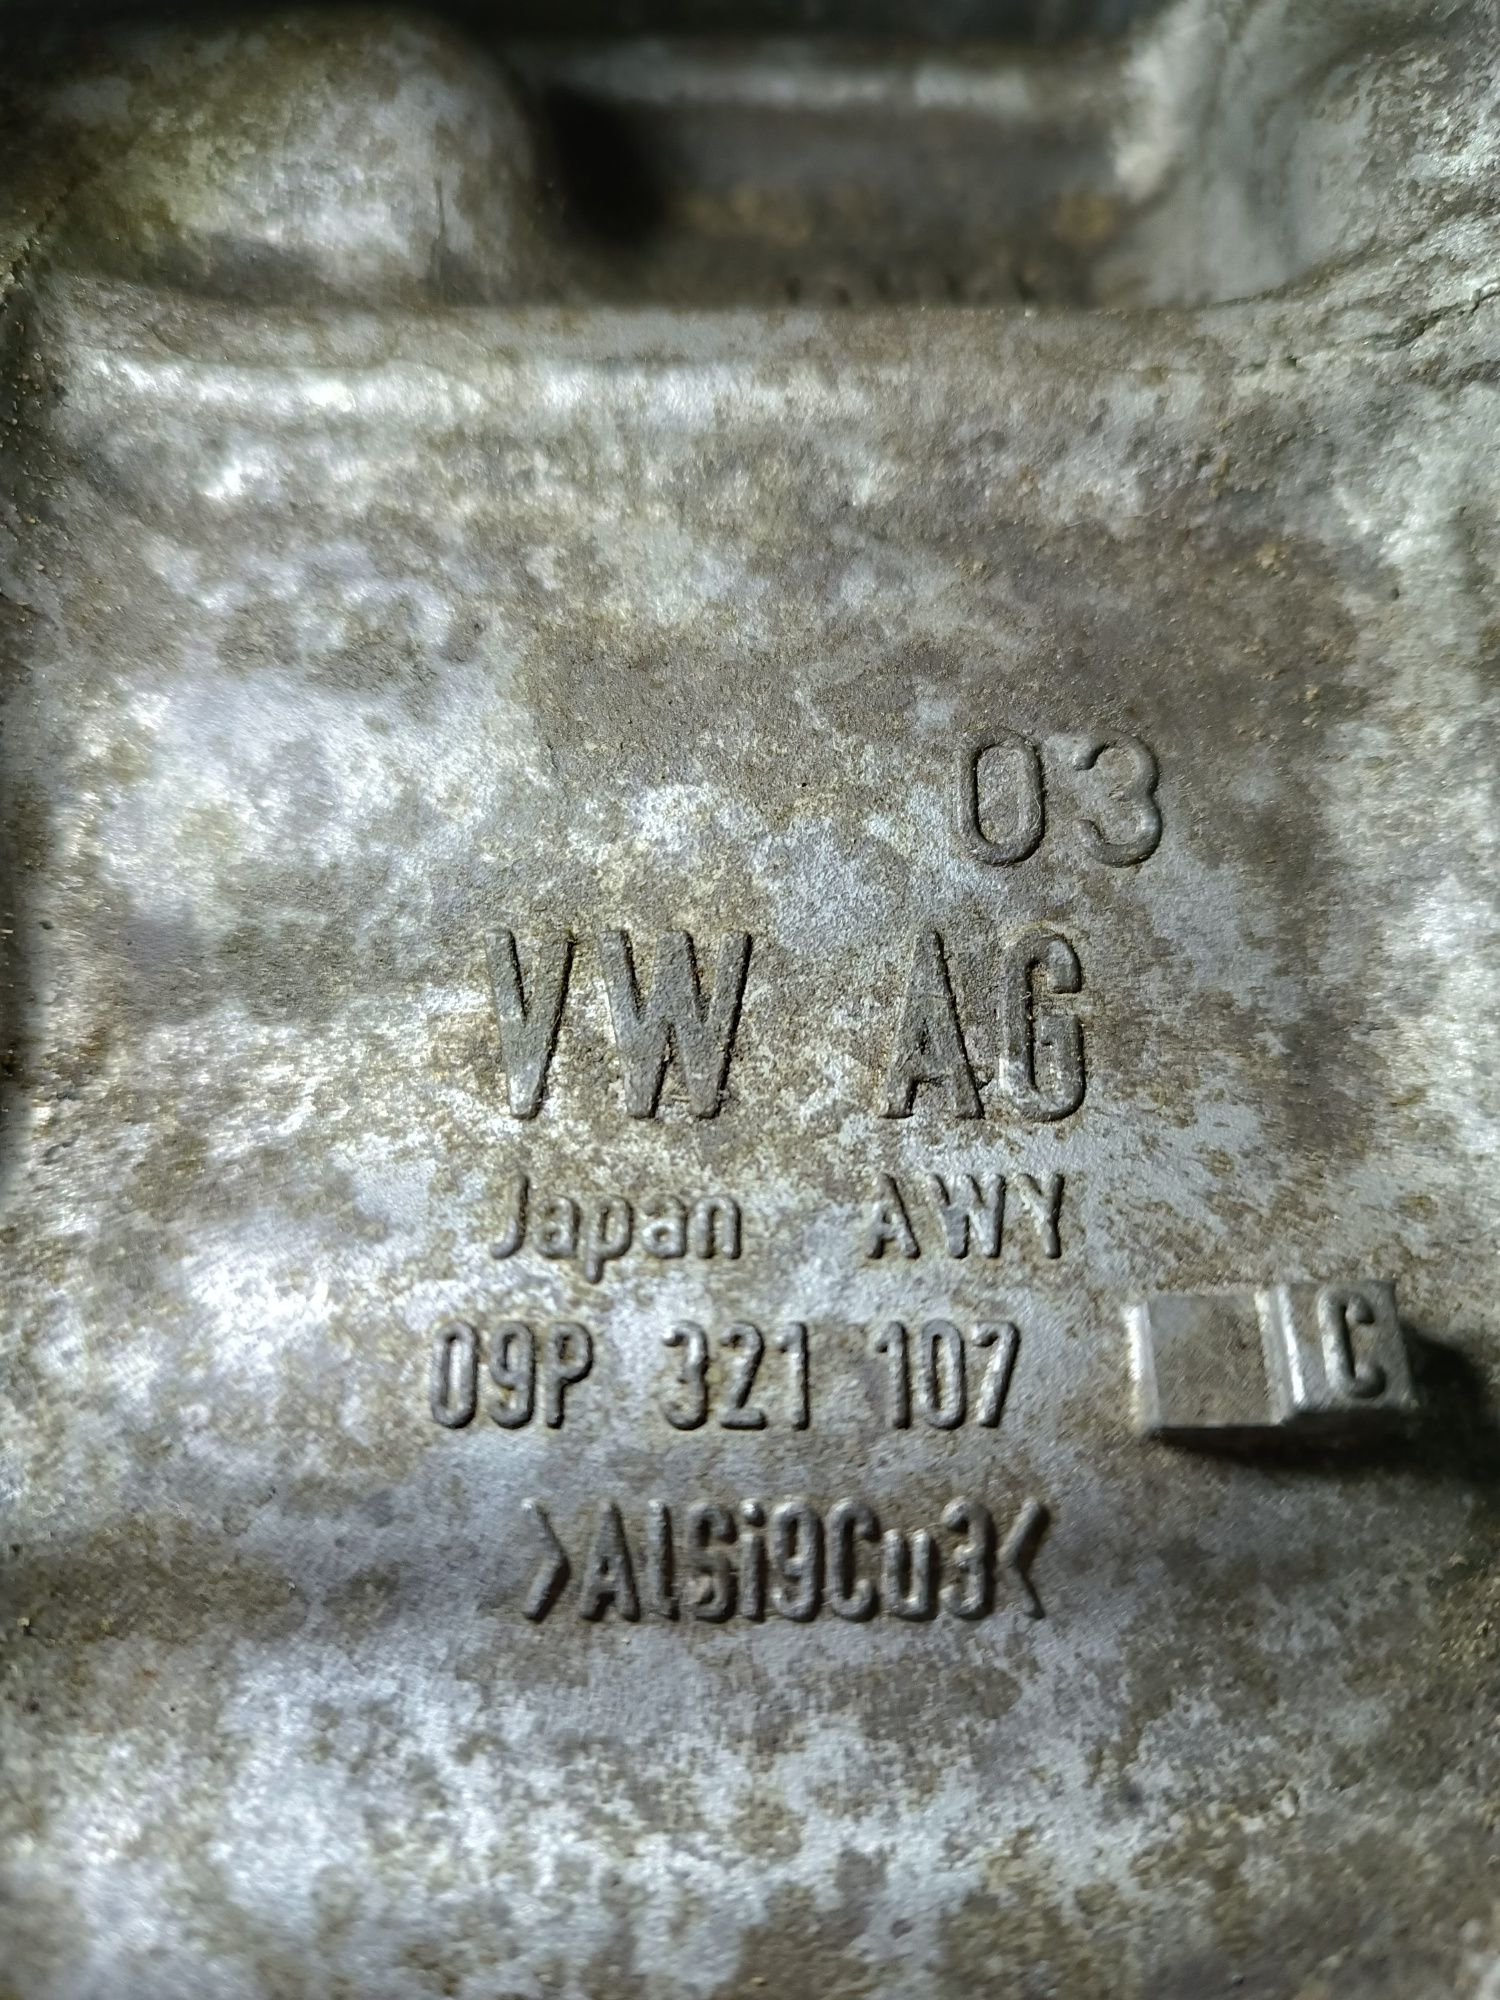 03
VW AG
Japan AWY
09P 321 107
C
>AlSi9Cu3<